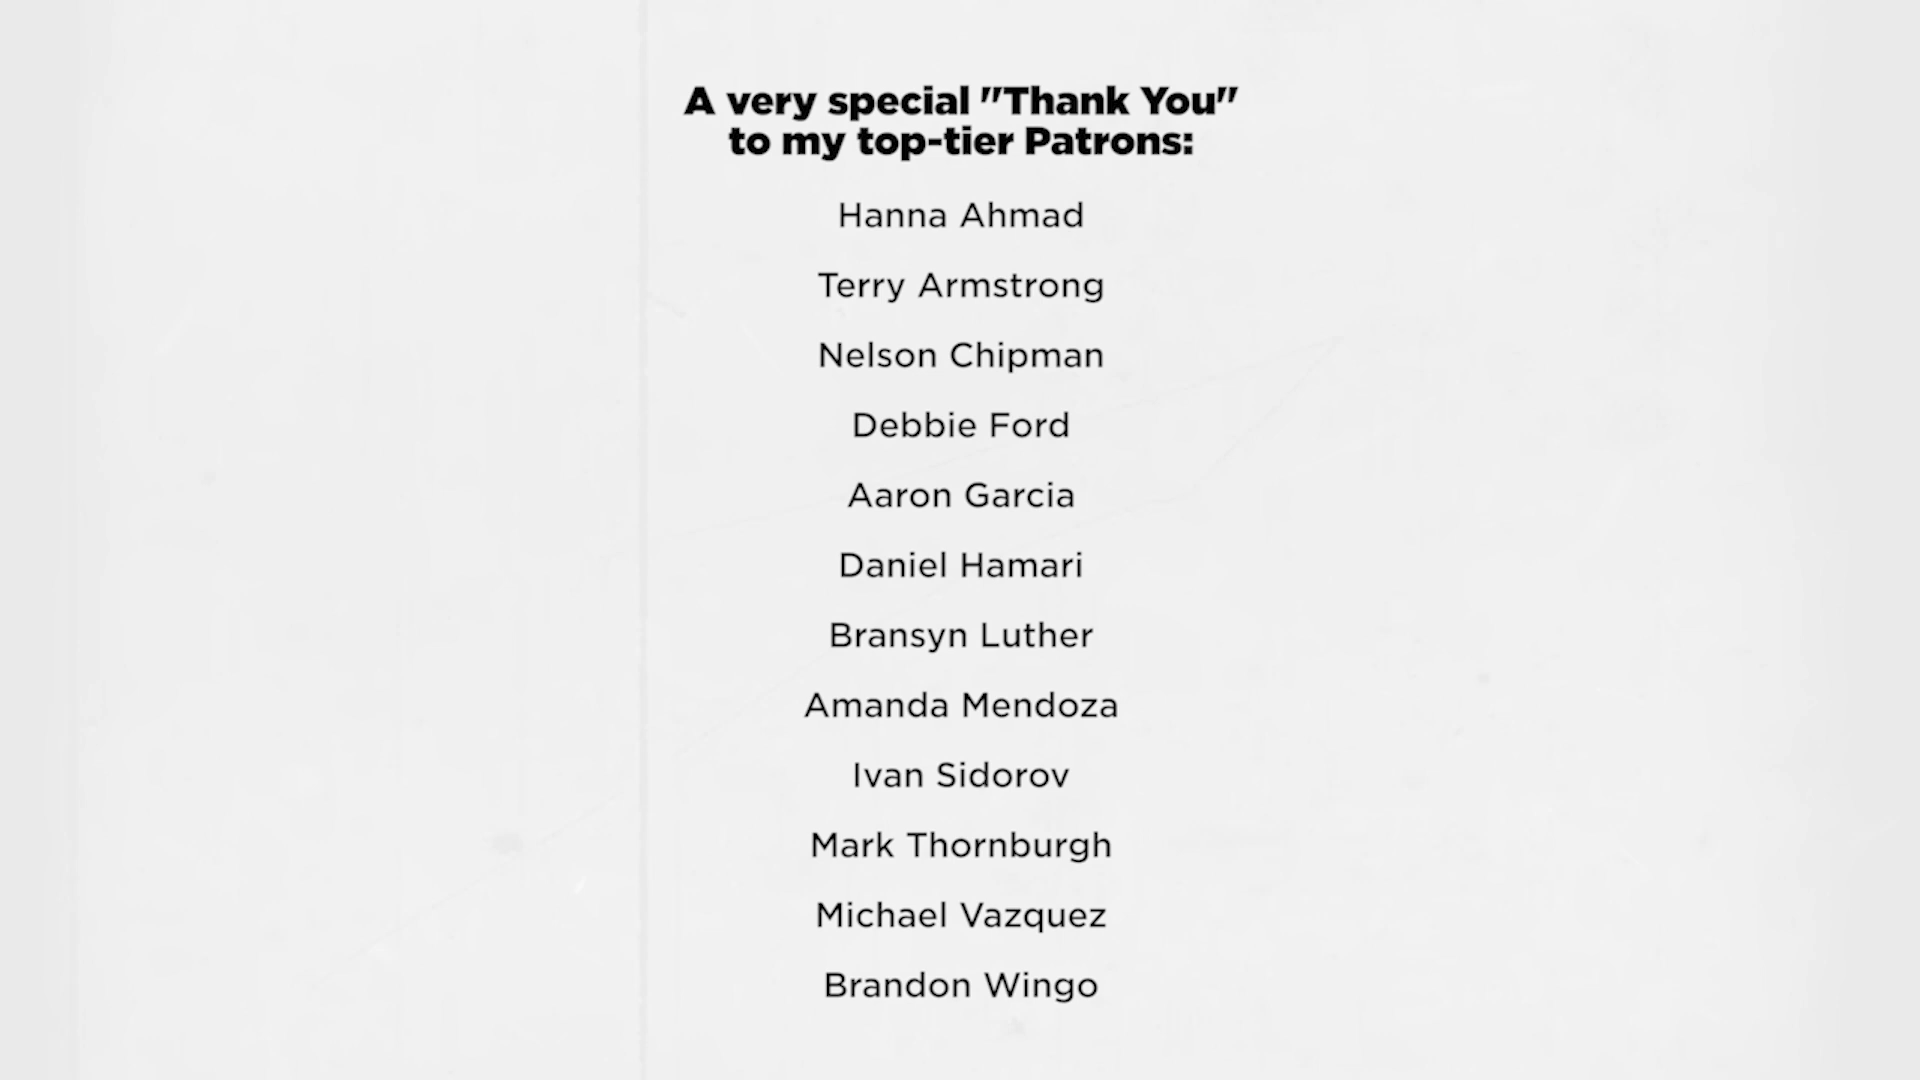 A very special "Thank You"
to my top-tier Patrons:
Hanna Ahmad
Terry Armstrong
Nelson Chipman
Debbie Ford
Aaron Garcia
Daniel Hamari
Bransyn Luther
Amanda Mendoza
Ivan Sidorov
Mark Thornburgh
Michael Vazquez
Brandon Wingo